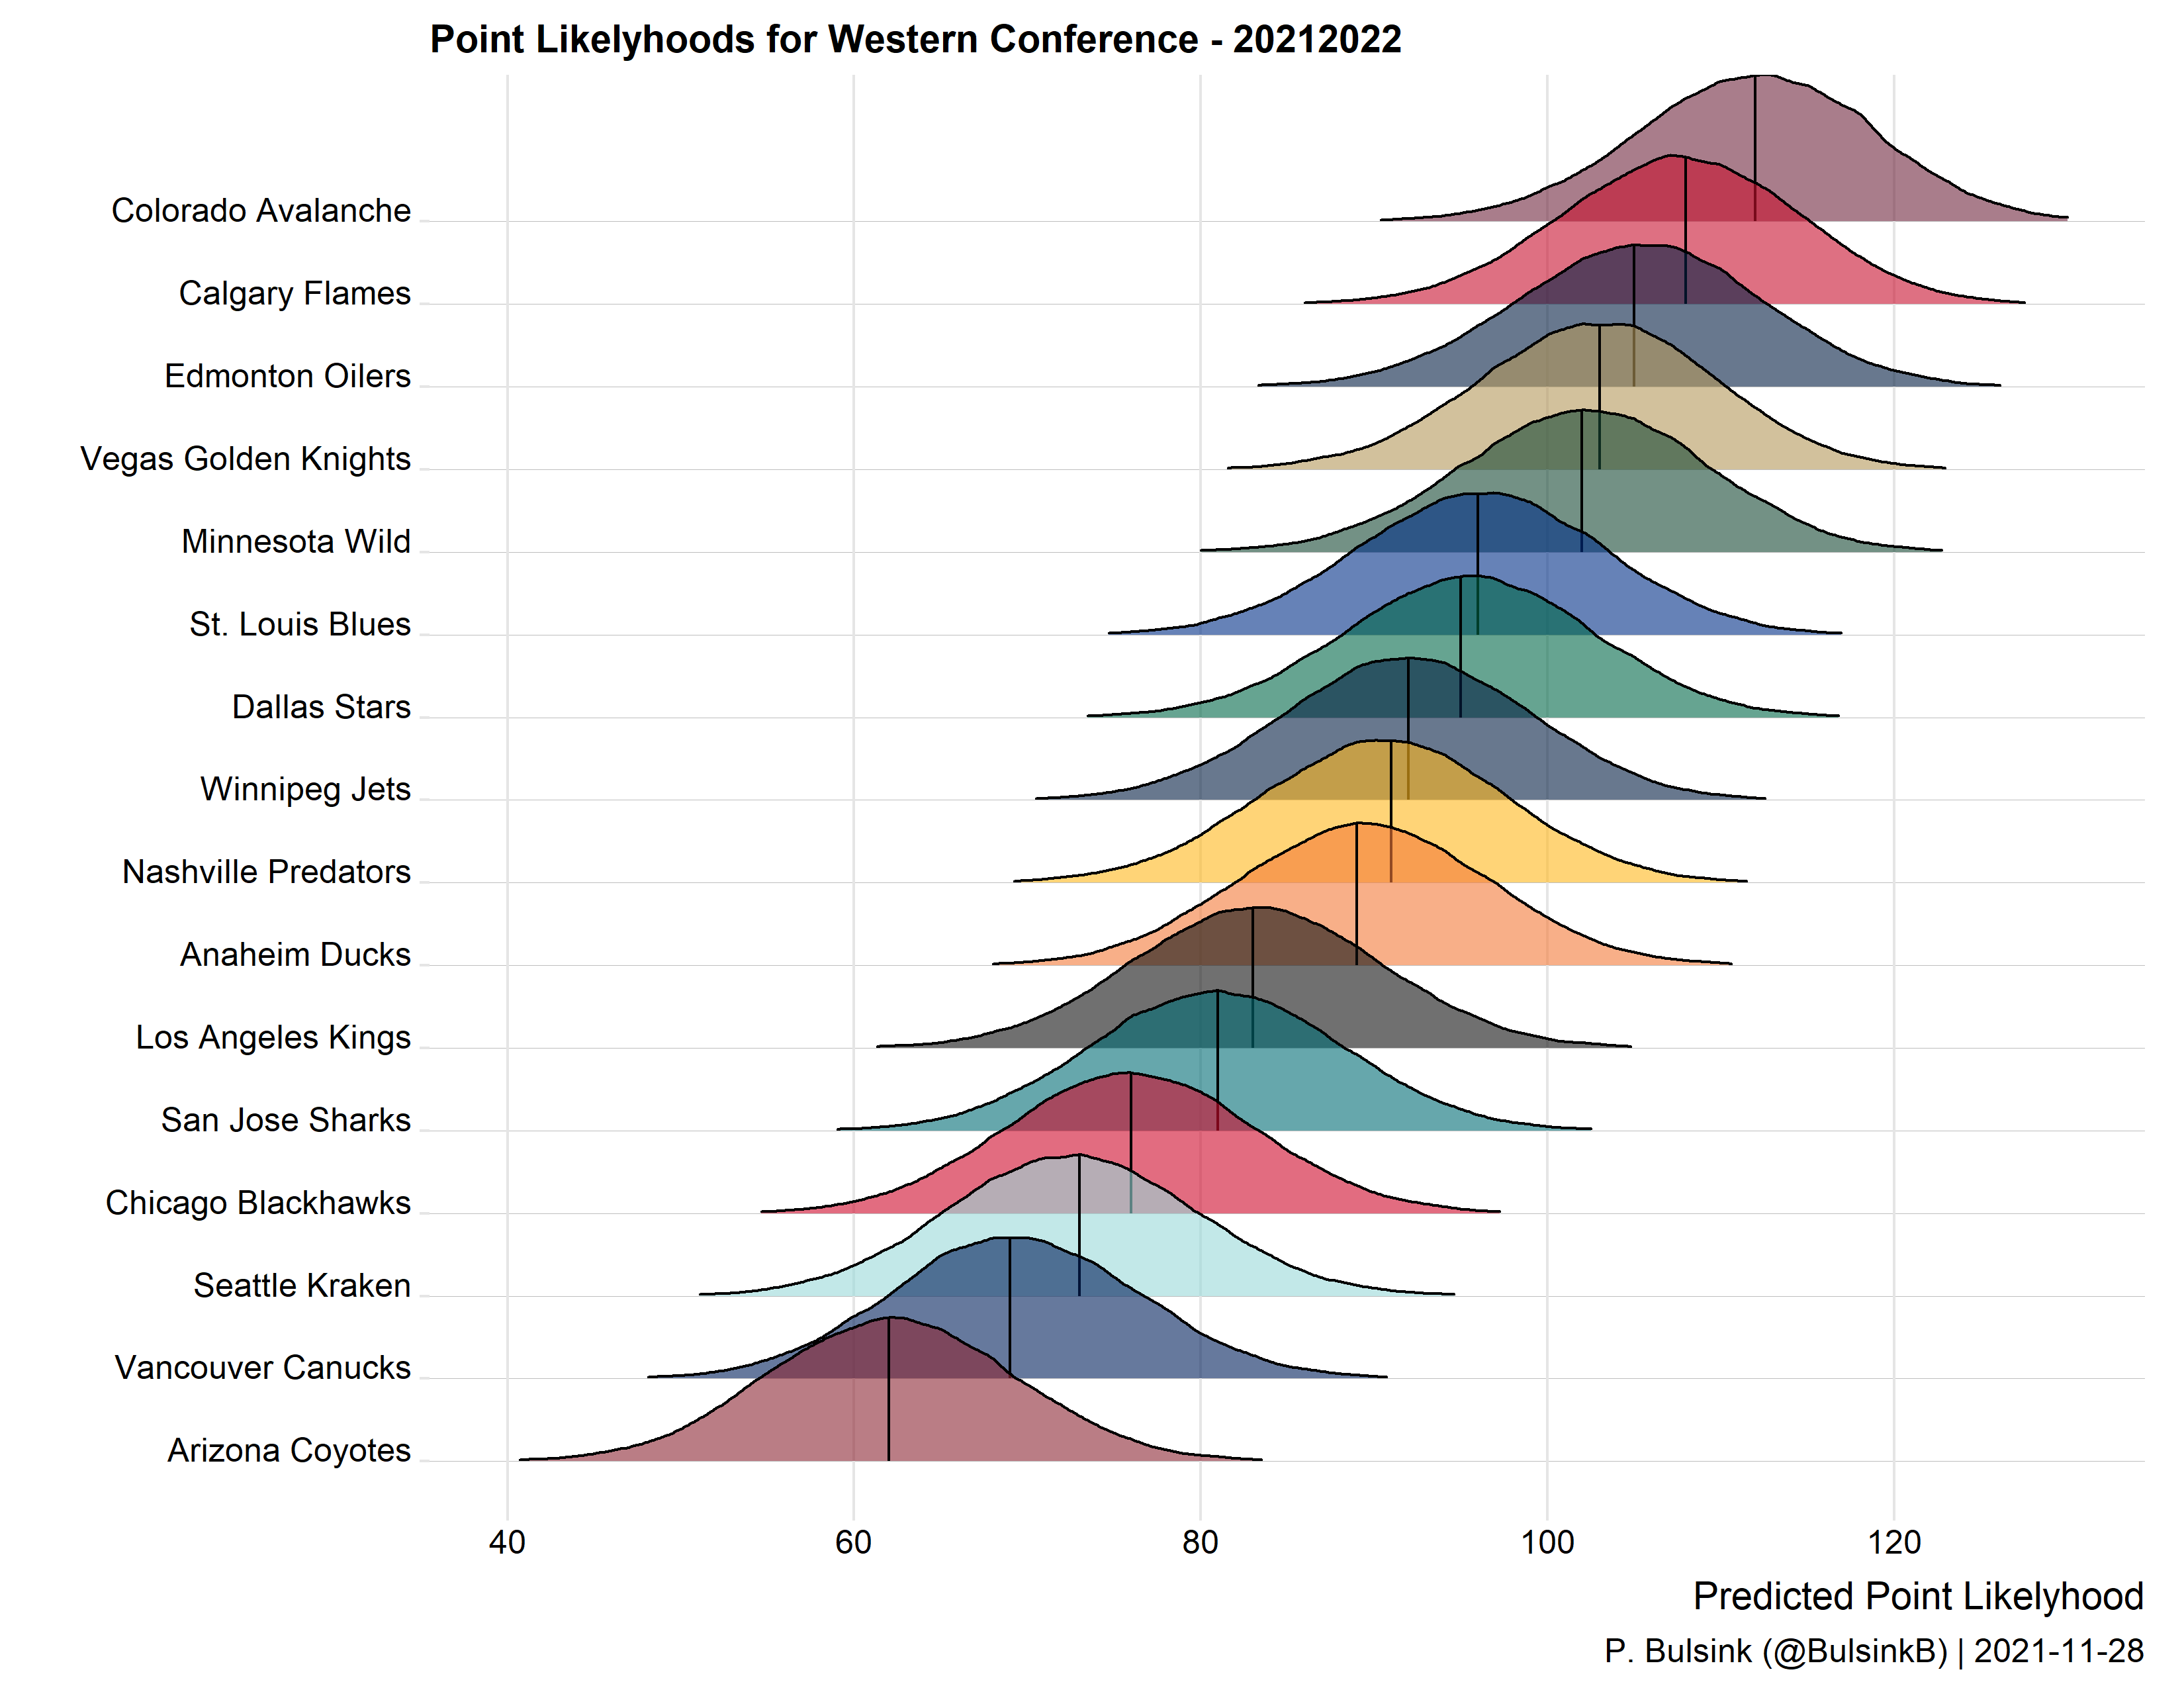 Point Likelyhoods for Western Conference - 20212022
Colorado Avalanche
Calgary Flames
Edmonton Oilers
Vegas Golden Knights
Minnesota Wild
St. Louis Blues
Dallas Stars
Winnipeg Jets
Nashville Predators
Anaheim Ducks
Los Angeles Kings
San Jose Sharks
Chicago Blackhawks
Seattle Kraken
Vancouver Canucks
Arizona Coyotes
40 60 80 100 120
Predicted Point Likelyhood
P. Bulsink (@BulsinkB) | 2021-11-28